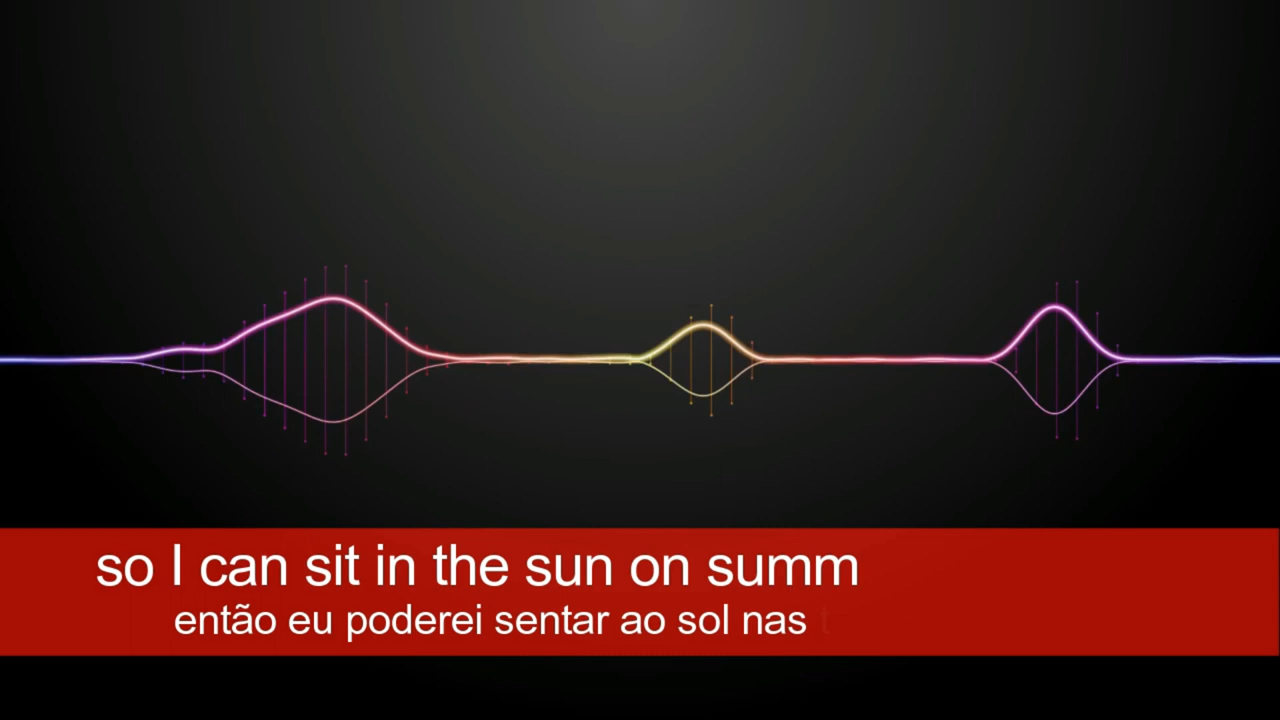 so I can sit in the sun on summ
então eu poderei sentar ao sol nas t